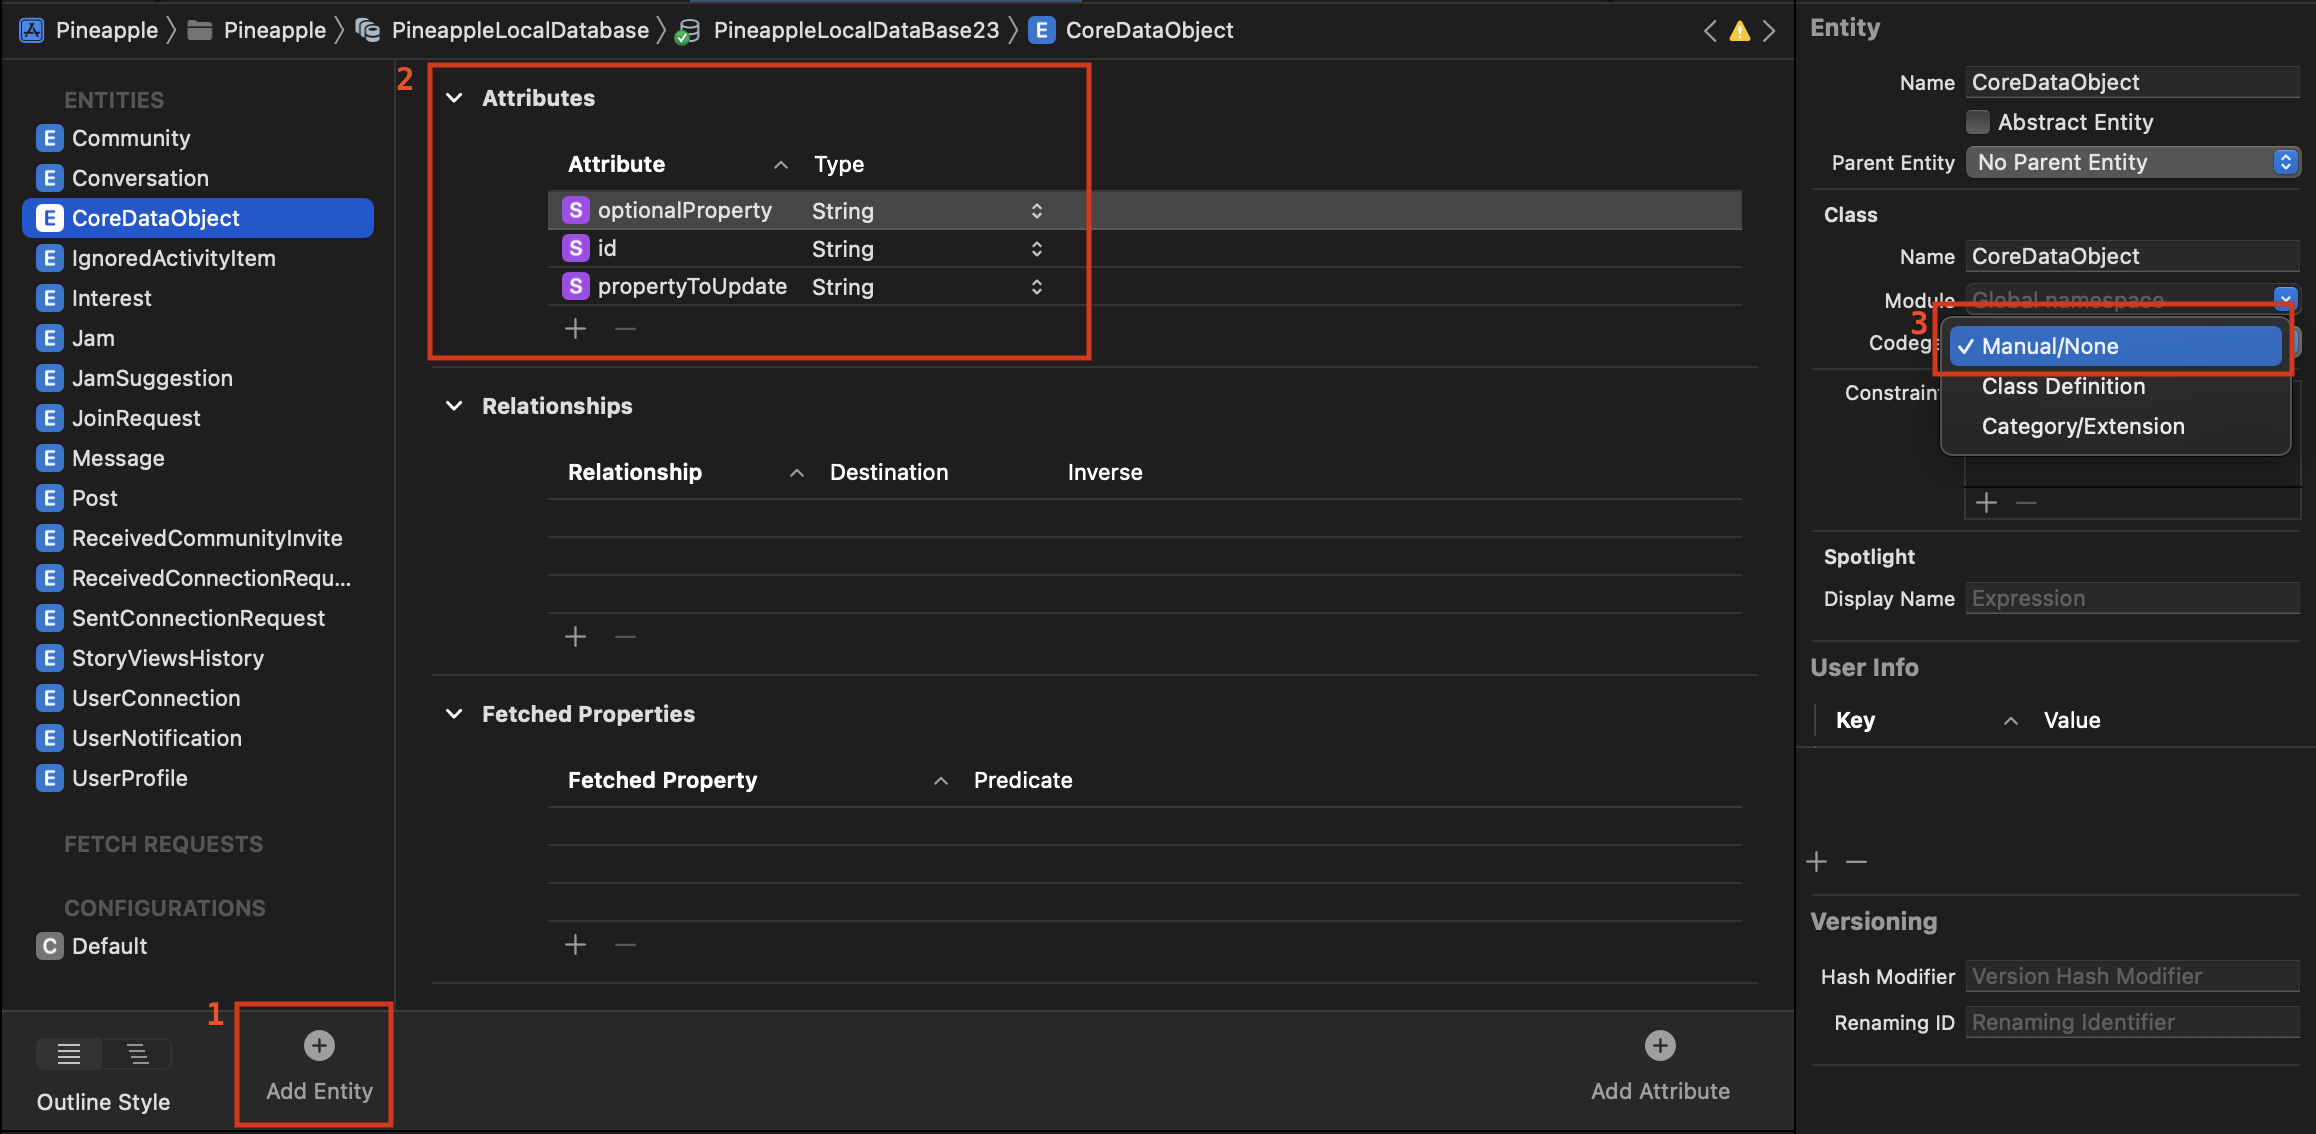 Pineapple
Pineapple
PineappleLocalDatabase
PineappleLocalDataBase23
E CoreDataObject
ENTITIES
E Community
E Conversation
E CoreDataObject
E IgnoredActivityItem
E Interest
E Jam
E JamSuggestion
E JoinRequest
E Message
E Post
E ReceivedCommunityInvite
E ReceivedConnectionRequ...
E SentConnectionRequest
E StoryViewsHistory
E UserConnection
E UserNotification
E UserProfile
FETCH REQUESTS
CONFIGURATIONS
C Default
1
Outline Style
Add Entity
2
Attributes
Attribute Type
S optionalProperty String
S id String
S propertyToUpdate String
Relationships
Relationship Destination Inverse
Fetched Properties
Fetched Property Predicate
Add Attribute
Entity
Name CoreDataObject
Abstract Entity
Parent Entity No Parent Entity
Class
Name CoreDataObject
Module Global namespace
3
Codege
Manual/None
Class Definition
Category/Extension
Constrain
Spotlight
Display Name Expression
User Info
Key Value
Versioning
Hash Modifier Version Hash Modifier
Renaming ID Renaming Identifier